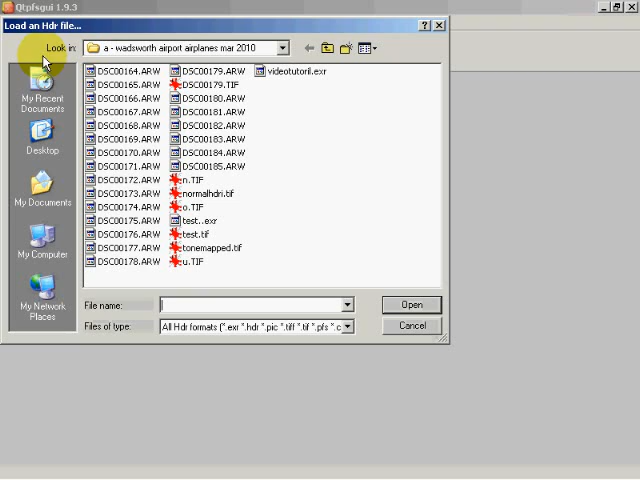 Qtpfsgui 1.9.3
Load an Hdr file...
Look in:
a - wadsworth airport airplanes mar 2010
My Recent
Documents
Desktop
My Documents
My Computer
My Network
Places
DSC00164.ARW
DSC00165.ARW
DSC00166.ARW
DSC00167.ARW
DSC00168.ARW
DSC00169.ARW
DSC00170.ARW
DSC00171.ARW
DSC00172.ARW
DSC00173.ARW
DSC00174.ARW
DSC00175.ARW
DSC00176.ARW
DSC00177.ARW
DSC00178.ARW
DSC00179.ARW
DSC00179.TIF
DSC00180.ARW
DSC00181.ARW
DSC00182.ARW
DSC00183.ARW
DSC00184.ARW
DSC00185.ARW
n.TIF
normalhdri.tif
o.TIF
test..exr
test.tif
tonemapped.tif
u.TIF
videotutoril.exr
File name:
Open
Files of type:
All Hdr formats (*.exr *.hdr *.pic *.tiff *.tif *.pfs *.c
Cancel